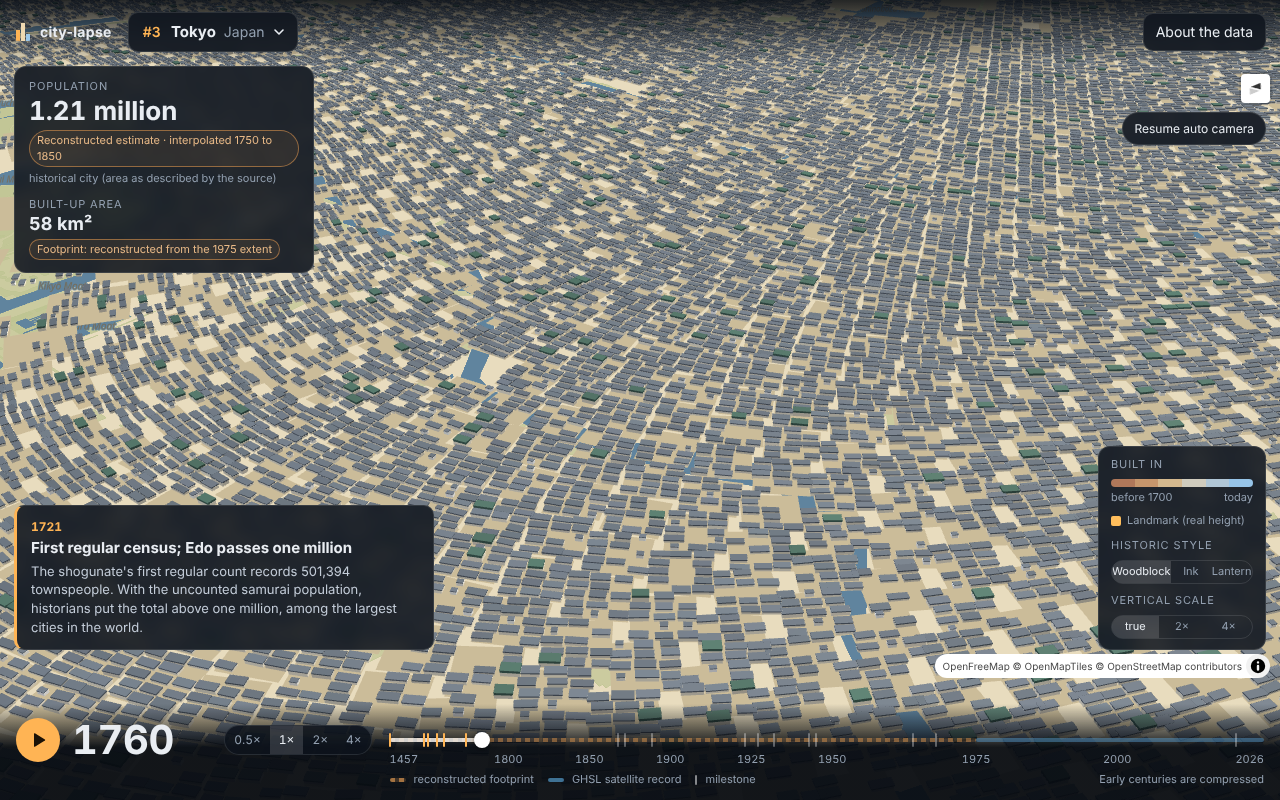 city-lapse
#3 Tokyo Japan
About the data
POPULATION
1.21 million
Reconstructed estimate · interpolated 1750 to
1850
historical city (area as described by the source)
BUILT-UP AREA
58 km²
Footprint: reconstructed from the 1975 extent
Resume auto camera
1721
First regular census; Edo passes one million
The shogunate's first regular count records 501,394
townspeople. With the uncounted samurai population,
historians put the total above one million, among the largest
cities in the world.
BUILT IN
before 1700 today
Landmark (real height)
HISTORIC STYLE
Woodblock Ink Lantern
VERTICAL SCALE
true 2× 4×
OpenFreeMap © OpenMapTiles © OpenStreetMap contributors
1760
0.5× 1× 2× 4×
1457 1800 1850 1900 1925 1950 1975 2000 2026
reconstructed footprint GHSL satellite record milestone
Early centuries are compressed